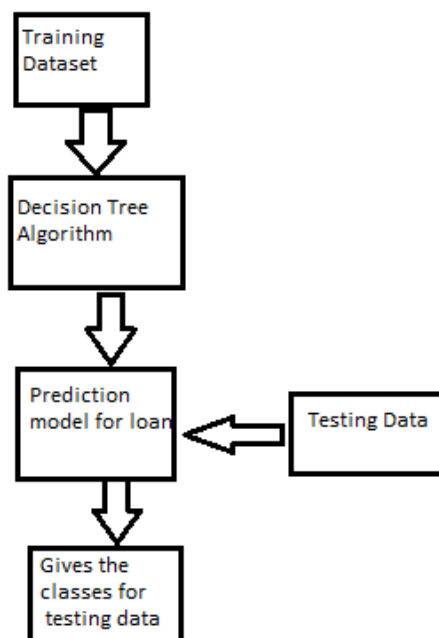 Training
Dataset
Decision Tree
Algorithm
Prediction
model for loan
Testing Data
Gives the
classes for
testing data